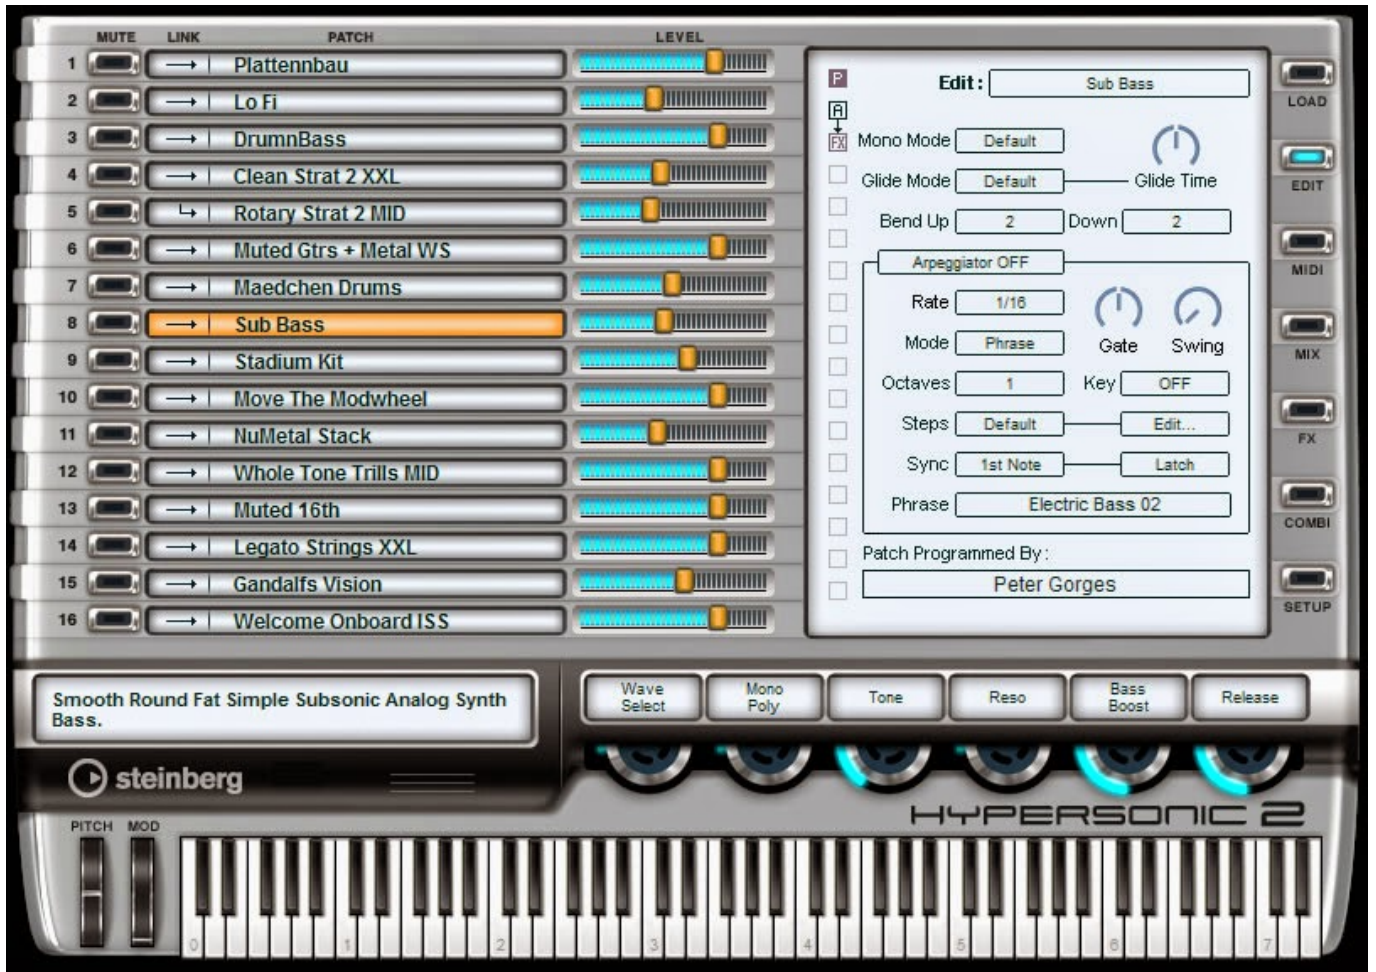 MUTE LINK PATCH LEVEL
1 Plattennbau
2 Lo Fi
3 DrumnBass
4 Clean Strat 2 XXL
5 Rotary Strat 2 MID
6 Muted Gtrs + Metal WS
7 Maedchen Drums
8 Sub Bass
9 Stadium Kit
10 Move The Modwheel
11 NuMetal Stack
12 Whole Tone Trills MID
13 Muted 16th
14 Legato Strings XXL
15 Gandalfs Vision
16 Welcome Onboard ISS
P
A
FX
Edit : Sub Bass
Mono Mode Default
Glide Mode Default Glide Time
Bend Up 2 Down 2
Arpeggiator OFF
Rate 1/16
Mode Phrase Gate Swing
Octaves 1 Key OFF
Steps Default Edit...
Sync 1st Note Latch
Phrase Electric Bass 02
Patch Programmed By :
Peter Gorges
LOAD
EDIT
MIDI
MIX
FX
COMBI
SETUP
Smooth Round Fat Simple Subsonic Analog Synth
Bass.
Wave
Select
Mono
Poly
Tone
Reso
Bass
Boost
Release
steinberg
HYPERSONIC 2
PITCH MOD
0 1 2 3 4 5 6 7